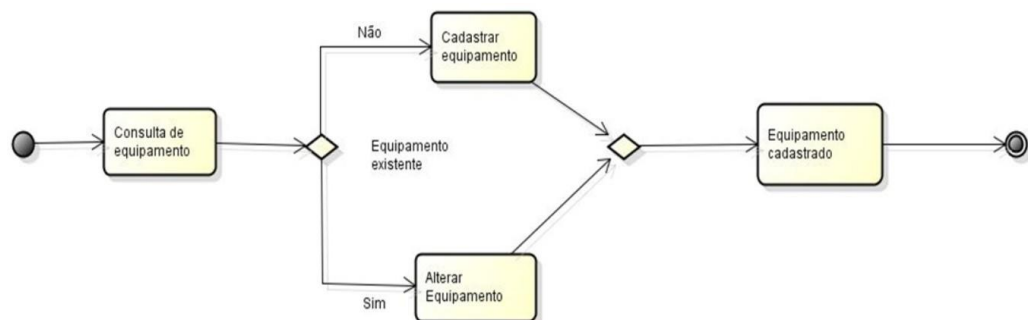 Não
Cadastrar
equipamento
Consulta de
equipamento
Equipamento
existente
Equipamento
cadastrado
Alterar
Equipamento
Sim